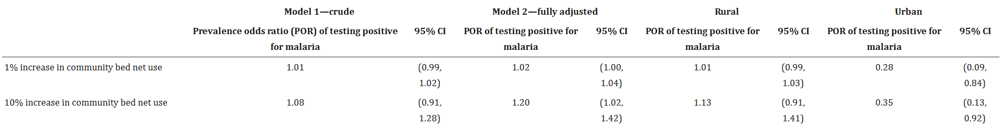 Model 1—crude Model 2—fully adjusted Rural Urban
Prevalence odds ratio (POR) of testing positive 95% CI POR of testing positive for 95% CI POR of testing positive for 95% CI POR of testing positive for 95% CI
for malaria malaria malaria malaria
1% increase in community bed net use 1.01 (0.99, 1.02 (1.00, 1.01 (0.99, 0.28 (0.09,
1.02) 1.04) 1.03) 0.84)
10% increase in community bed net use 1.08 (0.91, 1.20 (1.02, 1.13 (0.91, 0.35 (0.13,
1.28) 1.42) 1.41) 0.92)